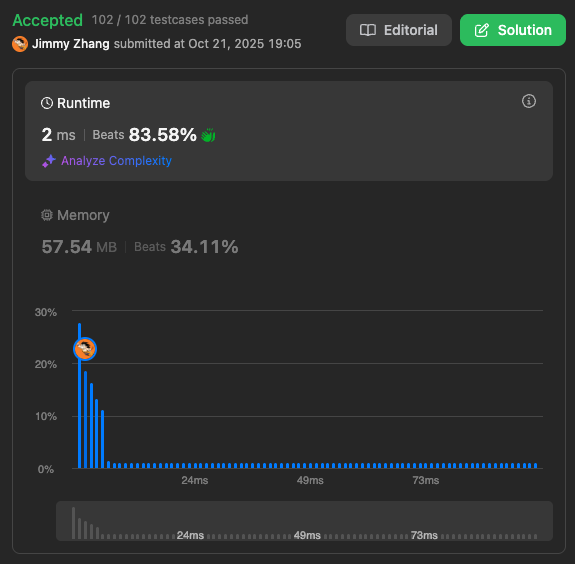 Accepted 102 / 102 testcases passed
Jimmy Zhang submitted at Oct 21, 2025 19:05
Editorial
Solution
Runtime
2 ms | Beats 83.58%
Analyze Complexity
Memory
57.54 MB | Beats 34.11%
30%
20%
10%
0%
24ms 49ms 73ms
24ms 49ms 73ms